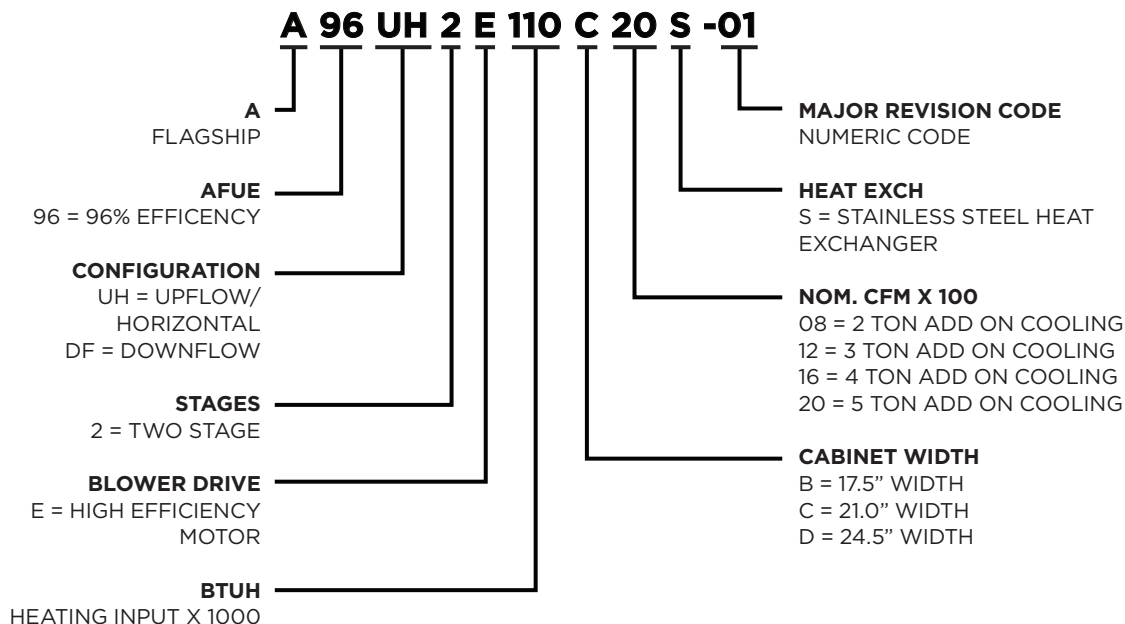 A 96 UH 2 E 110 C 20 S -01
A
FLAGSHIP
AFUE
96 = 96% EFFICENCY
CONFIGURATION
UH = UPFLOW/
HORIZONTAL
DF = DOWNFLOW
STAGES
2 = TWO STAGE
BLOWER DRIVE
E = HIGH EFFICIENCY
MOTOR
BTUH
HEATING INPUT X 1000
MAJOR REVISION CODE
NUMERIC CODE
HEAT EXCH
S = STAINLESS STEEL HEAT
EXCHANGER
NOM. CFM X 100
08 = 2 TON ADD ON COOLING
12 = 3 TON ADD ON COOLING
16 = 4 TON ADD ON COOLING
20 = 5 TON ADD ON COOLING
CABINET WIDTH
B = 17.5” WIDTH
C = 21.0” WIDTH
D = 24.5” WIDTH